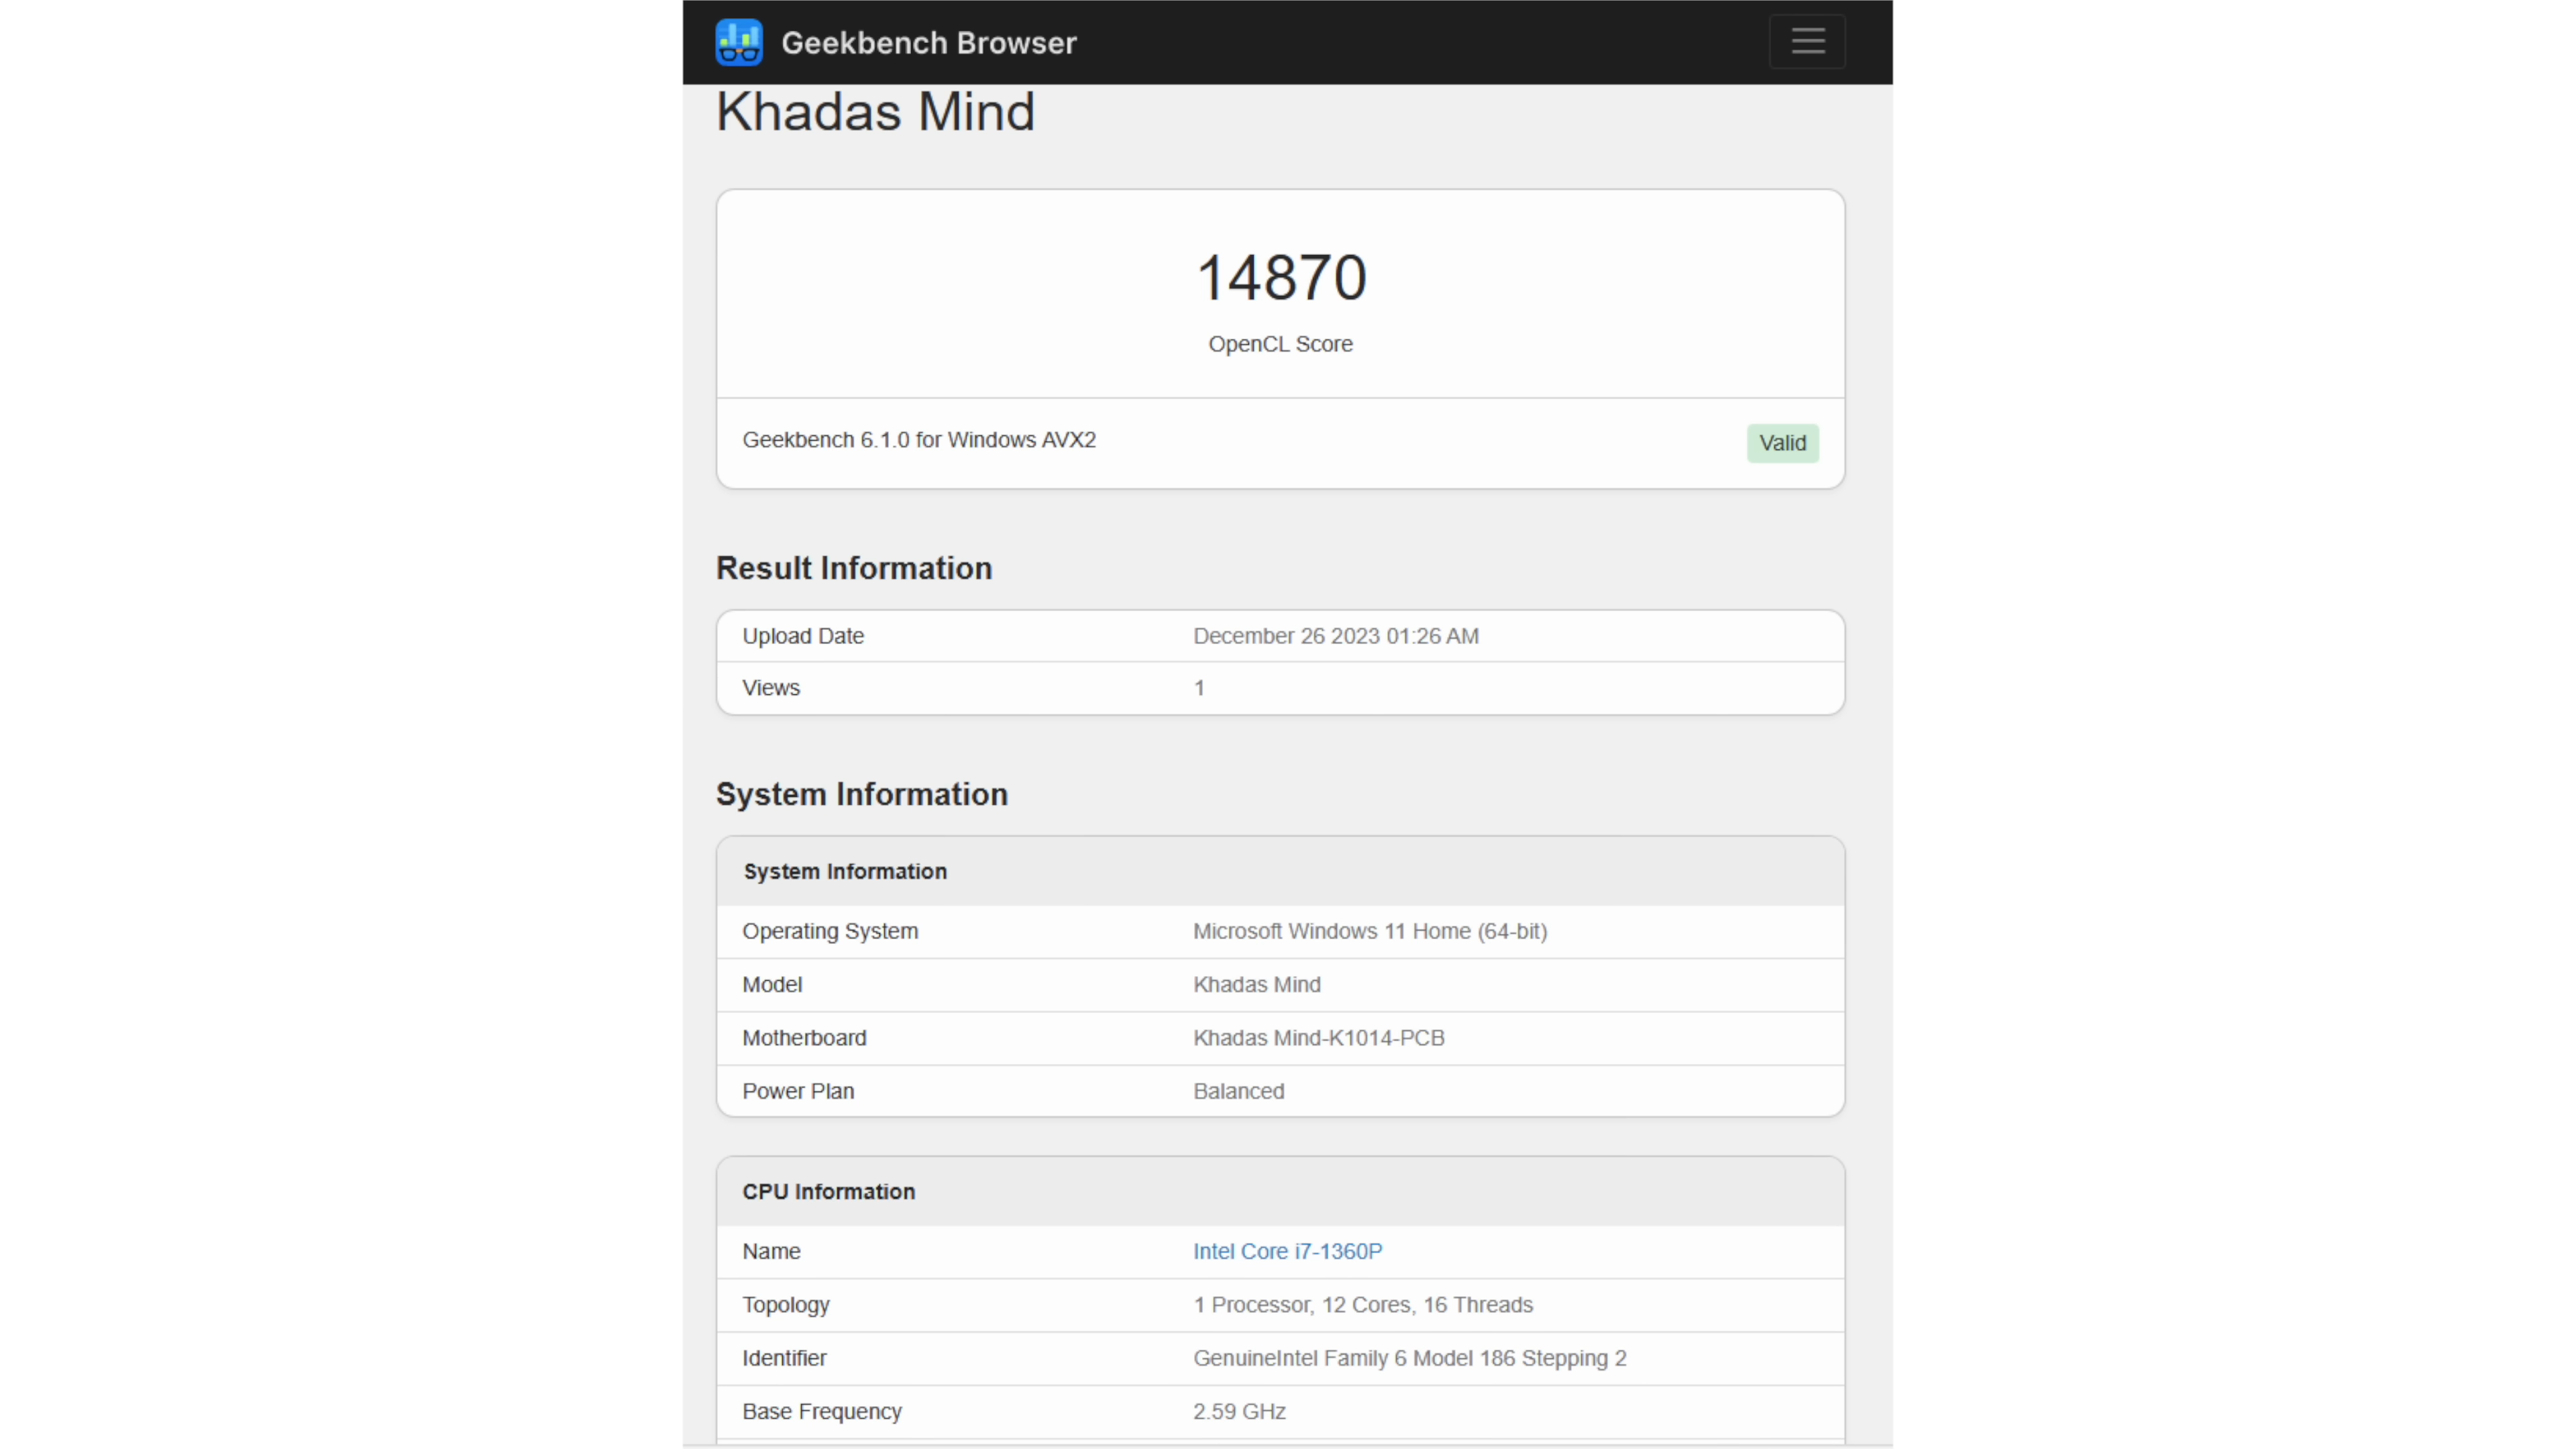 Geekbench Browser
Khadas Mind
14870
OpenCL Score
Geekbench 6.1.0 for Windows AVX2 Valid
Result Information
Upload Date December 26 2023 01:26 AM
Views 1
System Information
System Information
Operating System Microsoft Windows 11 Home (64-bit)
Model Khadas Mind
Motherboard Khadas Mind-K1014-PCB
Power Plan Balanced
CPU Information
Name Intel Core i7-1360P
Topology 1 Processor, 12 Cores, 16 Threads
Identifier GenuineIntel Family 6 Model 186 Stepping 2
Base Frequency 2.59 GHz